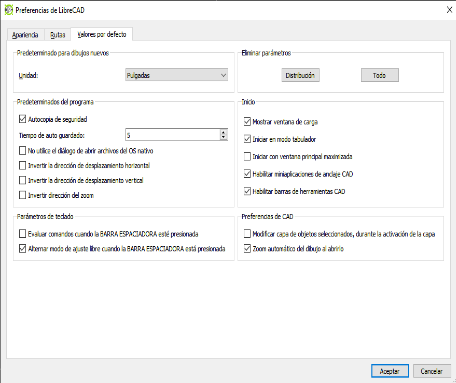 Preferencias de LibreCAD
Apariencia
Rutas
Valores por defecto
Predeterminado para dibujos nuevos
Unidad:
Pulgadas
Eliminar parámetros
Distribución
Todo
Predeterminados del programa
Autocopia de seguridad
Tiempo de auto guardado:
5
No utilice el diálogo de abrir archivos del OS nativo
Invertir la dirección de desplazamiento horizontal
Invertir la dirección de desplazamiento vertical
Invertir dirección del zoom
Inicio
Mostrar ventana de carga
Iniciar en modo tabulador
Iniciar con ventana principal maximizada
Habilitar miniaplicaciones de anclaje CAD
Habilitar barras de herramientas CAD
Parámetros de teclado
Evaluar comandos cuando la BARRA ESPACIADORA esté presionada
Alternar modo de ajuste libre cuando la BARRA ESPACIADORA está presionada
Preferencias de CAD
Modificar capa de objetos seleccionados, durante la activación de la capa
Zoom automático del dibujo al abrirlo
Aceptar
Cancelar